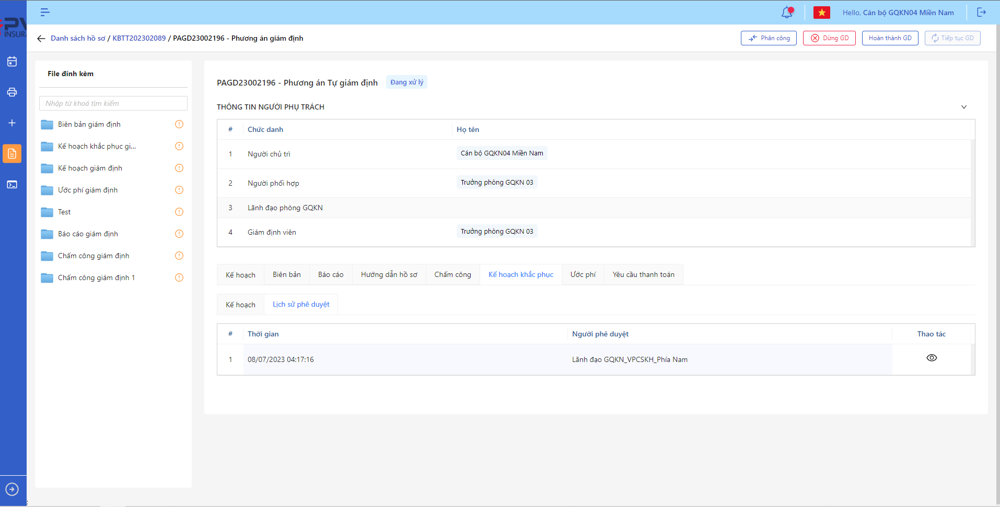 Hello, Cán bộ GQKN04 Miền Nam
Danh sách hồ sơ / KBTT202302089 / PAGD23002196 - Phương án giám định
Phân công
Dừng GD
Hoàn thành GD
Tiếp tục GD
File đính kèm
Nhập từ khoá tìm kiếm
Biên bản giám định
Kế hoạch khắc phục gi...
Kế hoạch giám định
Ước phí giám định
Test
Báo cáo giám định
Chấm công giám định
Chấm công giám định 1
PAGD23002196 - Phương án Tự giám định
Đang xử lý
THÔNG TIN NGƯỜI PHỤ TRÁCH
# Chức danh Họ tên
1 Người chủ trì Cán bộ GQKN04 Miền Nam
2 Người phối hợp Trưởng phòng GQKN 03
3 Lãnh đạo phòng GQKN
4 Giám định viên Trưởng phòng GQKN 03
Kế hoạch Biên bản Báo cáo Hướng dẫn hồ sơ Chấm công Kế hoạch khắc phục Ước phí Yêu cầu thanh toán
Kế hoạch Lịch sử phê duyệt
# Thời gian Người phê duyệt Thao tác
1 08/07/2023 04:17:16 Lãnh đạo GQKN_VPCSKH_Phía Nam